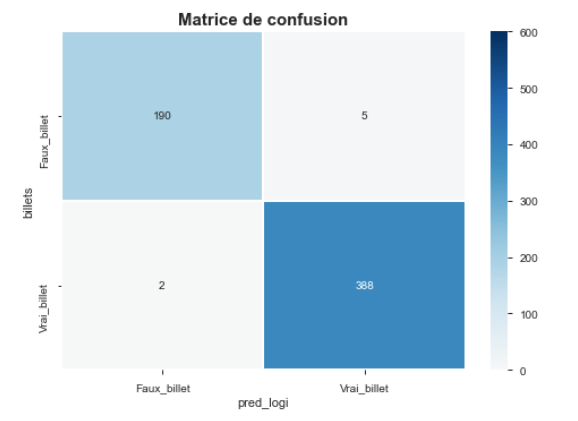 Matrice de confusion
billets
Faux_billet
Vrai_billet
190
5
2
388
Faux_billet
Vrai_billet
pred_logi
600
500
400
300
200
100
0